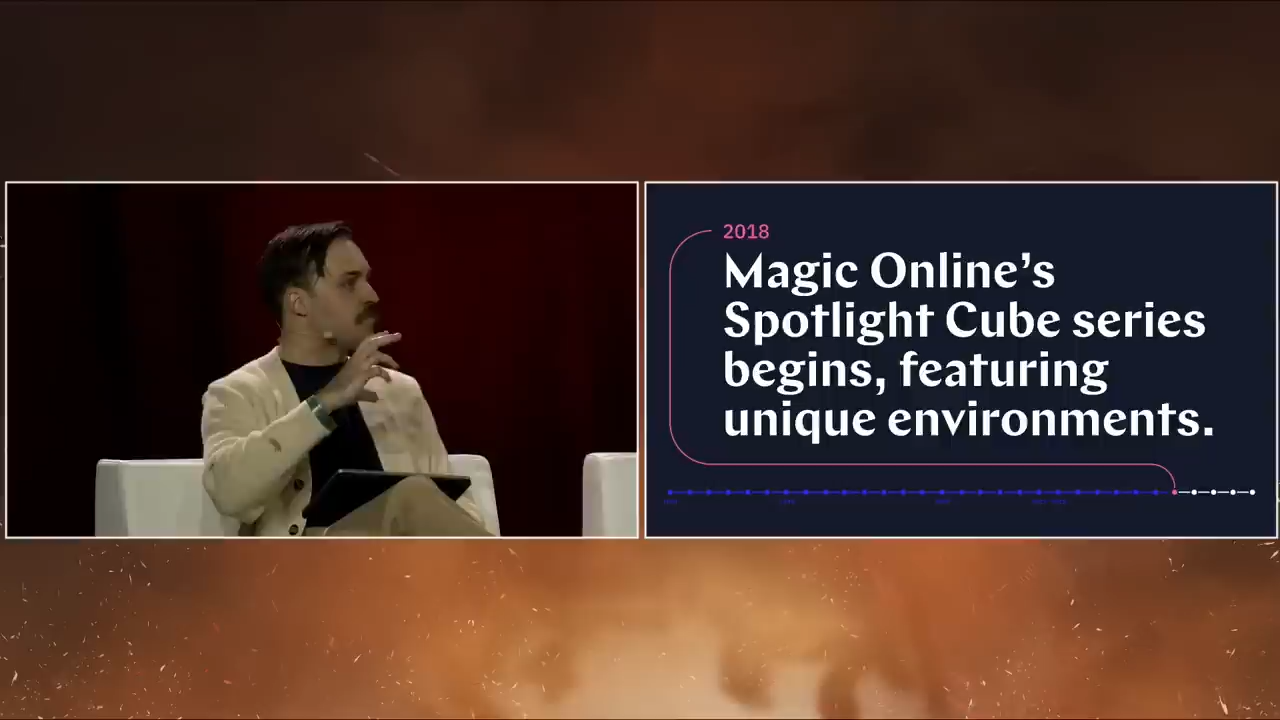 2018
Magic Online’s
Spotlight Cube series
begins, featuring
unique environments.